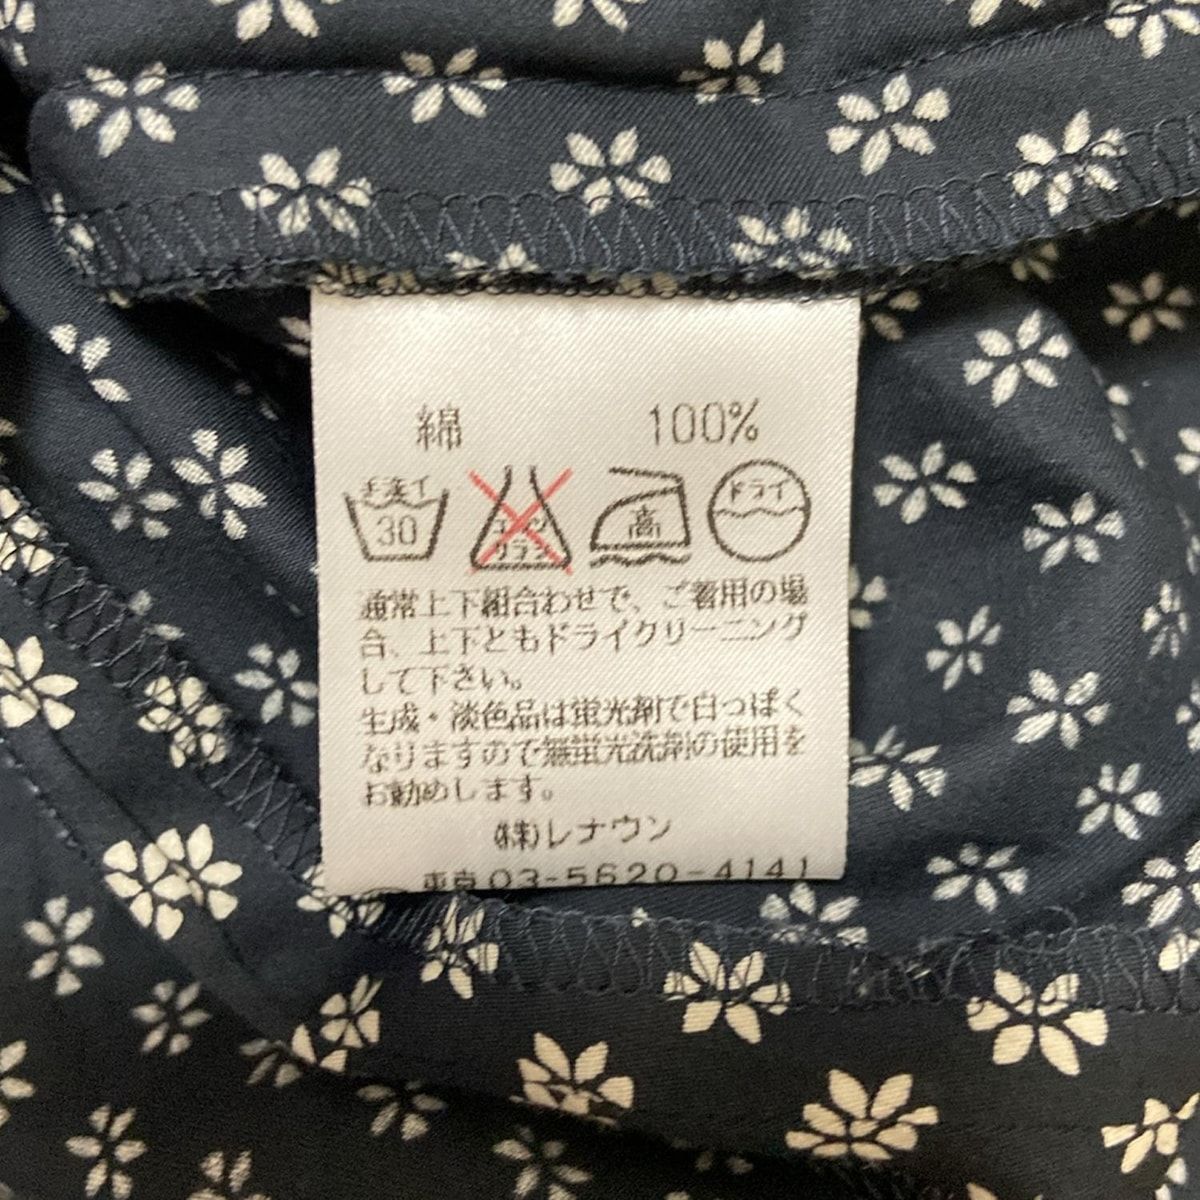 綿 100%
手洗イ 30
エンソ サラシ 高 ドライ
通常上下組合わせで、ご着用の場
合、上下ともドライクリーニング
して下さい。
生成・淡色品は蛍光剤で白っぽく
なりますので無蛍光洗剤の使用を
お勧めします。
(株)レナウン
東京 03-5620-4141